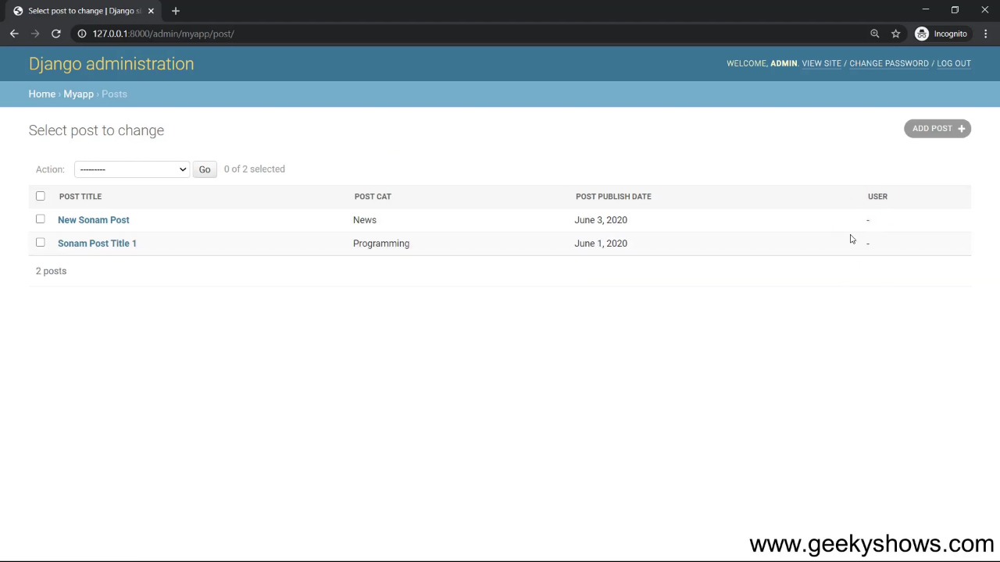 Select post to change | Django si
127.0.0.1:8000/admin/myapp/post/
Incognito
Django administration
WELCOME, ADMIN. VIEW SITE / CHANGE PASSWORD / LOG OUT
Home › Myapp › Posts
Select post to change
ADD POST +
Action: --------- Go 0 of 2 selected
POST TITLE POST CAT POST PUBLISH DATE USER
New Sonam Post News June 3, 2020 -
Sonam Post Title 1 Programming June 1, 2020 -
2 posts
www.geekyshows.com